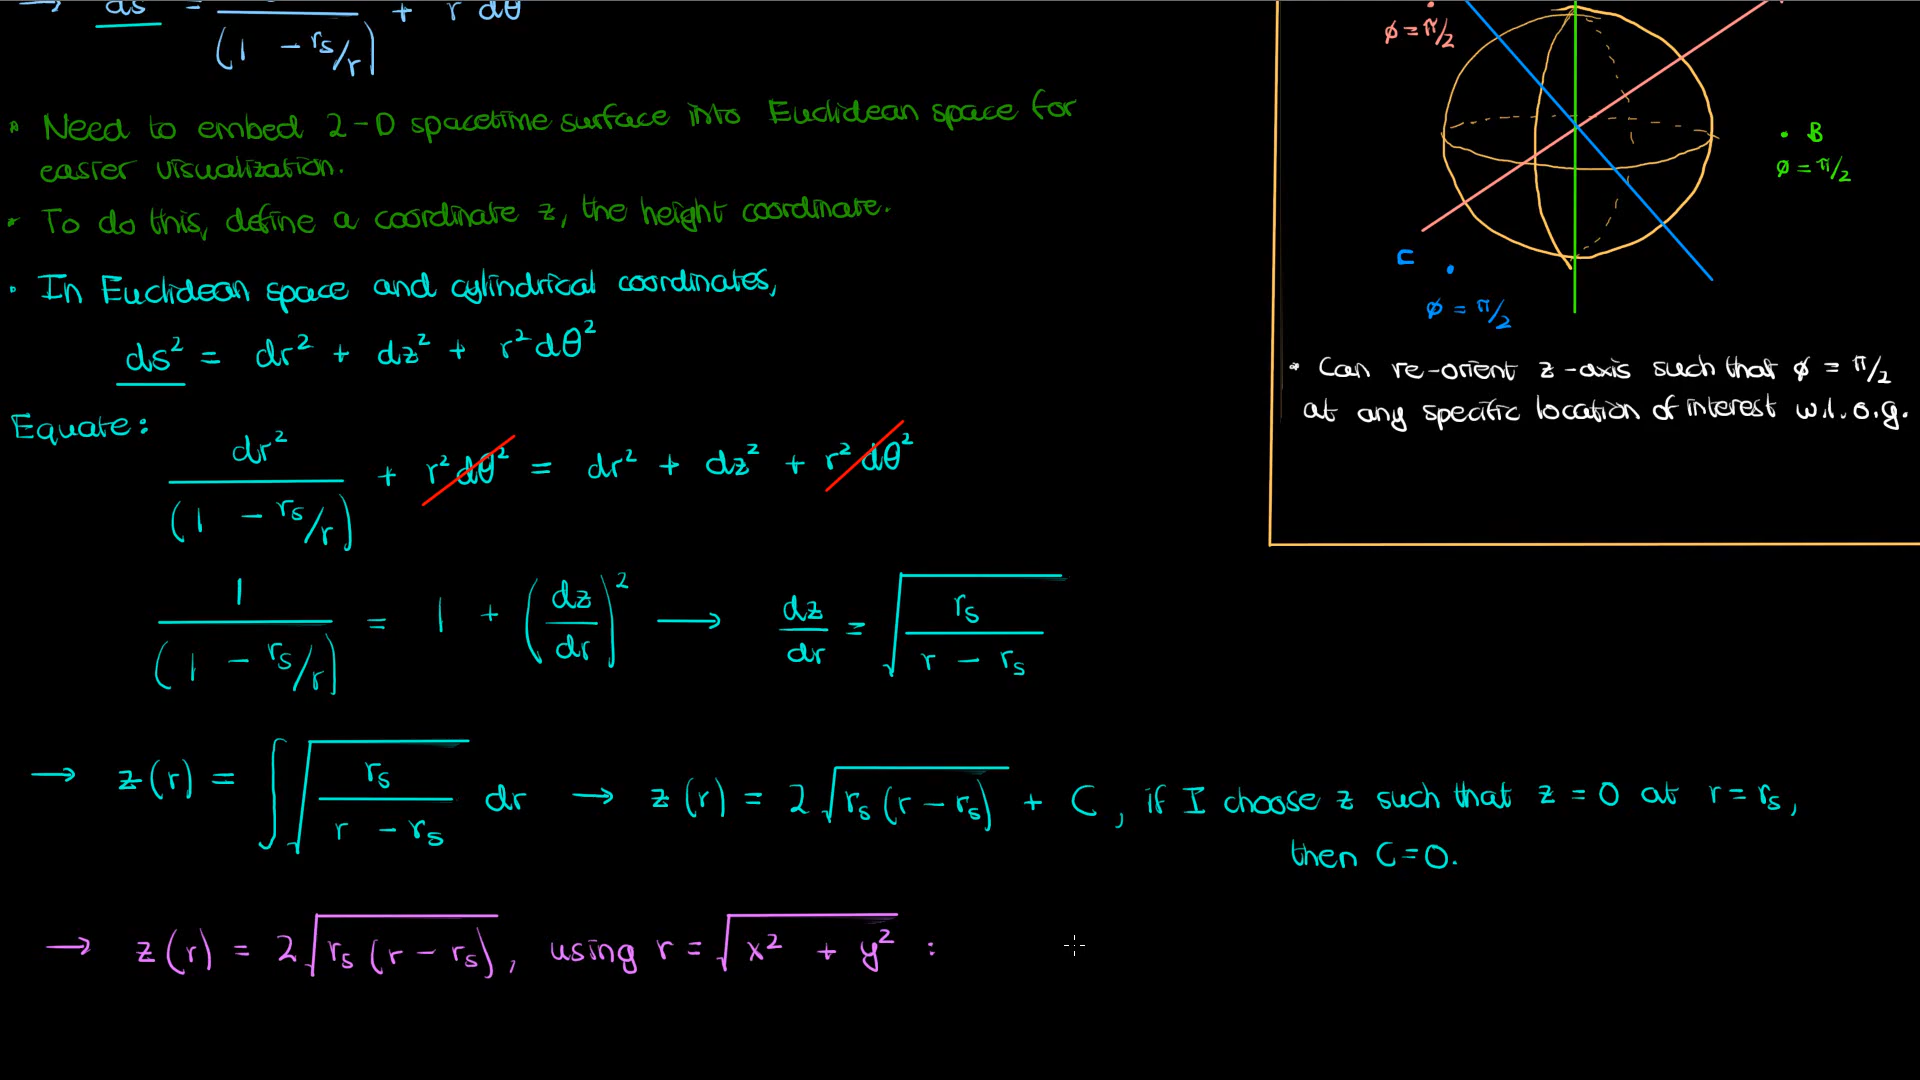 → ds = / (1 - rs/r) + r dθ
• Need to embed 2-D spacetime surface into Euclidean space for
easier visualization.
• To do this, define a coordinate z, the height coordinate.
• In Euclidean space and cylindrical coordinates,
ds² = dr² + dz² + r²dθ²
Equate:
dr² / (1 - rs/r) + r²dθ² = dr² + dz² + r²dθ²
1 / (1 - rs/r) = 1 + (dz/dr)² → dz/dr = √(rs / (r - rs))
→ z(r) = ∫ √(rs / (r - rs)) dr → z(r) = 2√(rs(r - rs)) + C, if I choose z such that z = 0 at r = rs,
then C=0.
→ z(r) = 2√(rs(r - rs)), using r = √(x² + y²) :
ϕ = π/2
• B
ϕ = π/2
C •
ϕ = π/2
• Can re-orient z-axis such that ϕ = π/2
at any specific location of interest w.l.o.g.